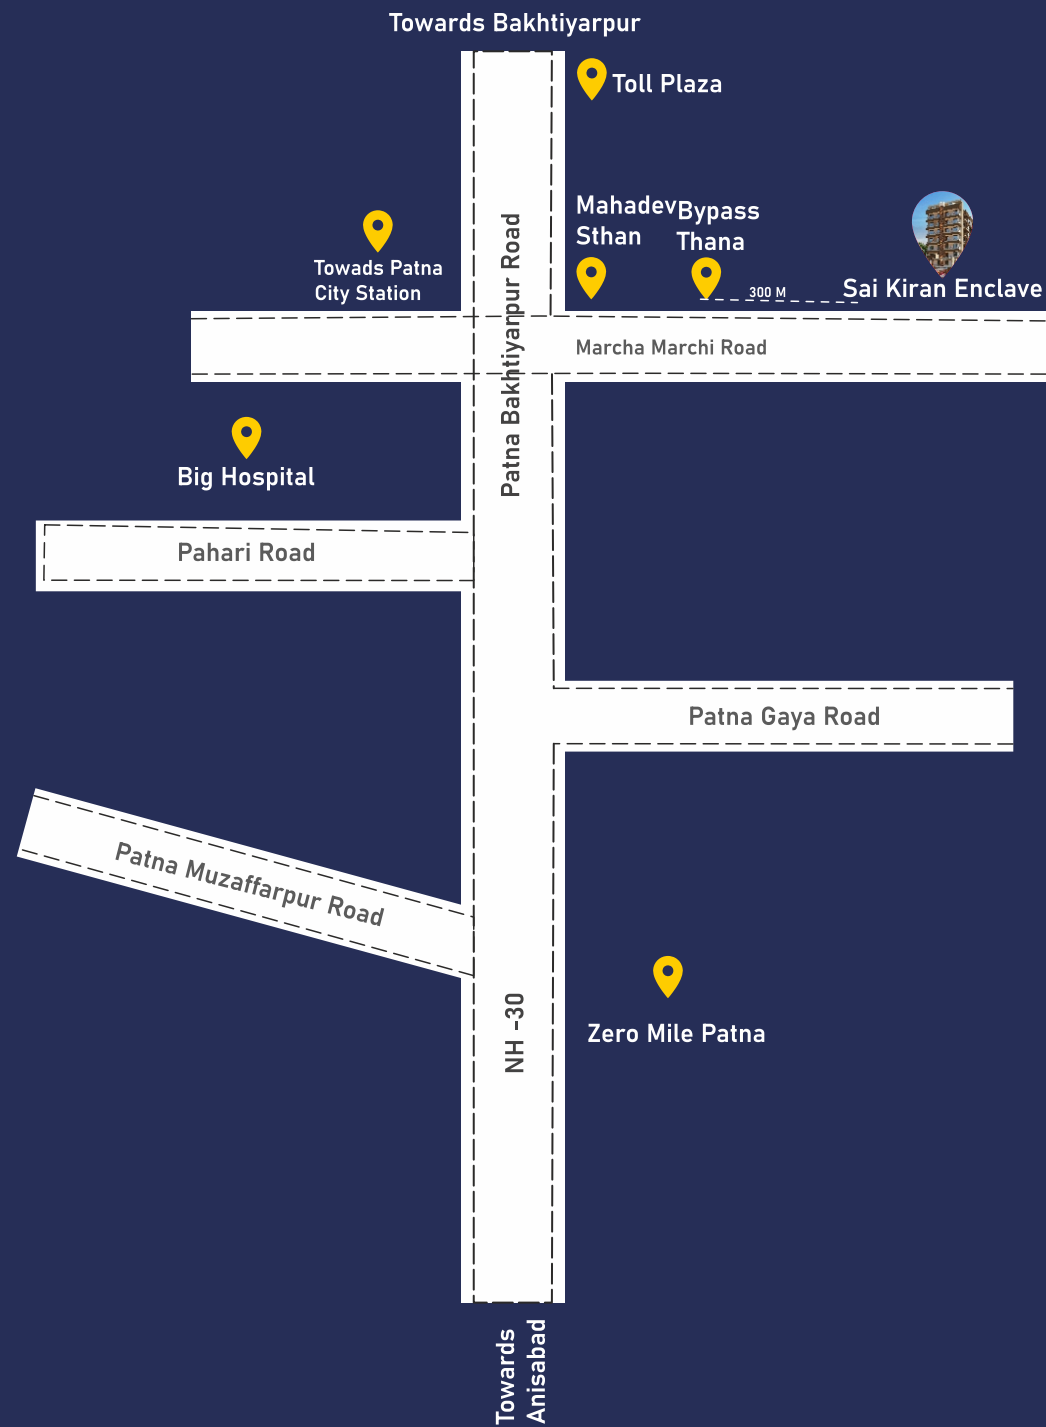 Towards Bakhtiyarpur
Toll Plaza
Mahadev
Sthan
Bypass
Thana
Towads Patna
City Station
300 M
Sai Kiran Enclave
Patna Bakhtiyarpur Road
Marcha Marchi Road
Big Hospital
Pahari Road
Patna Gaya Road
Patna Muzaffarpur Road
NH -30
Zero Mile Patna
Towards
Anisabad